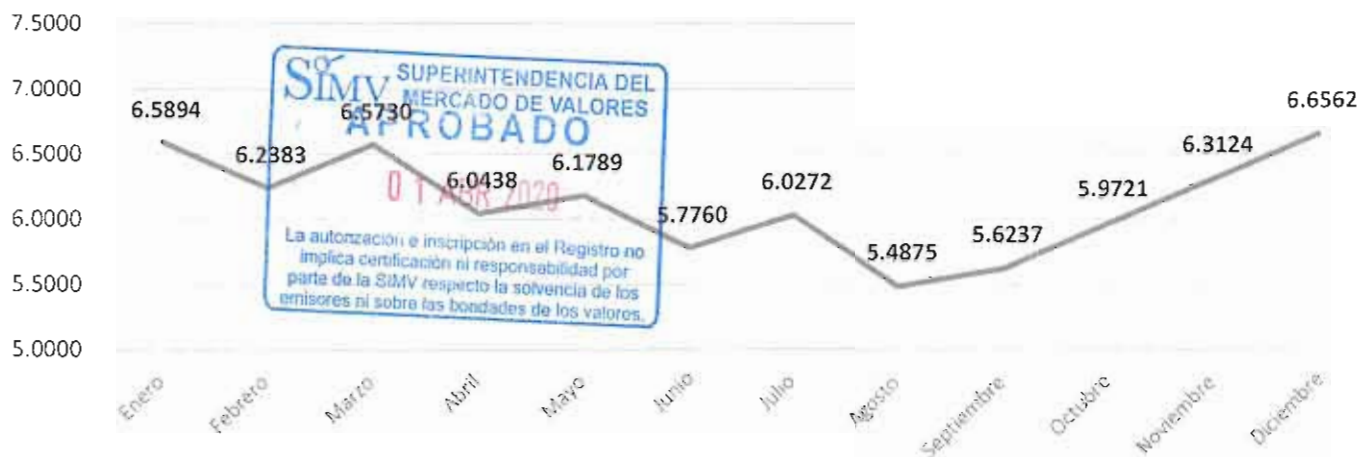 7.5000
7.0000
6.5000
6.0000
5.5000
5.0000
6.5894
6.2383
6.5730
6.0438
6.1789
5.7760
6.0272
5.4875
5.6237
5.9721
6.3124
6.6562
SIMV SUPERINTENDENCIA DEL
MERCADO DE VALORES
APROBADO
01 ABR 2020
La autorización e inscripción en el Registro no
implica certificación ni responsabilidad por
parte de la SIMV respecto la solvencia de los
emisores ni sobre las bondades de los valores.
Enero
Febrero
Marzo
Abril
Mayo
Junio
Julio
Agosto
Septiembre
Octubre
Noviembre
Diciembre